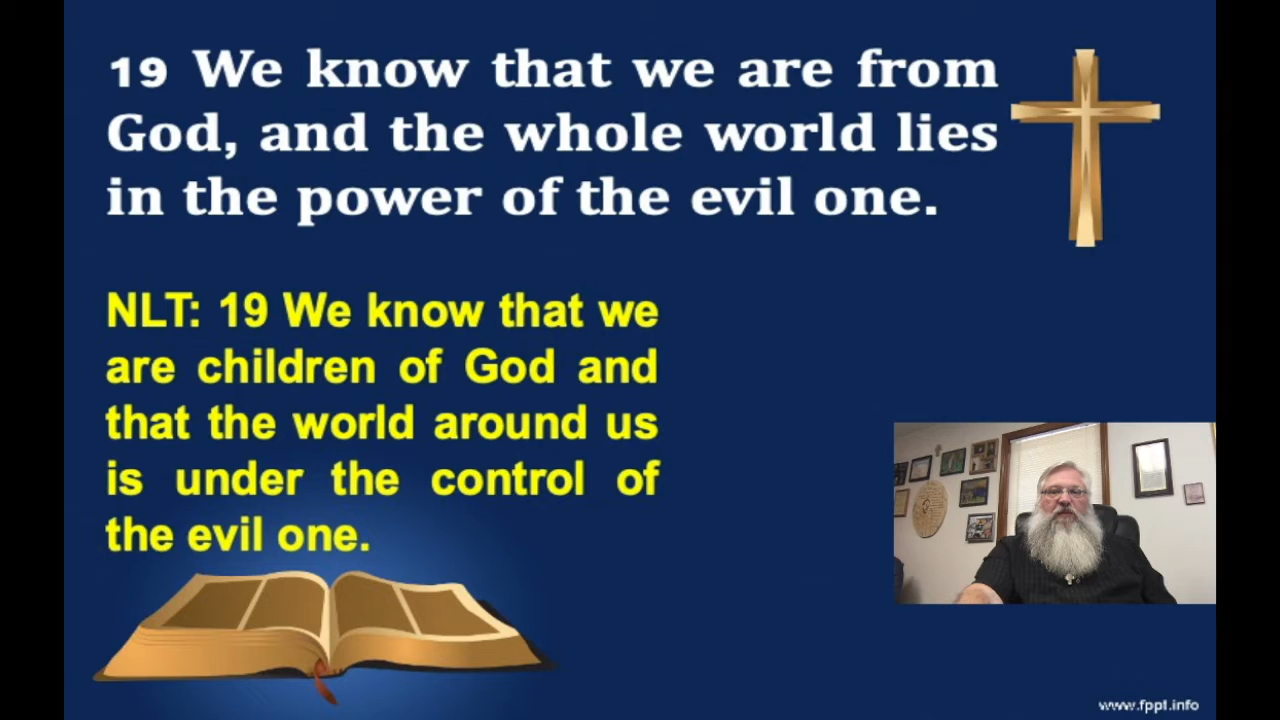 19 We know that we are from
God, and the whole world lies
in the power of the evil one.
NLT: 19 We know that we
are children of God and
that the world around us
is under the control of
the evil one.
www.fppt.info